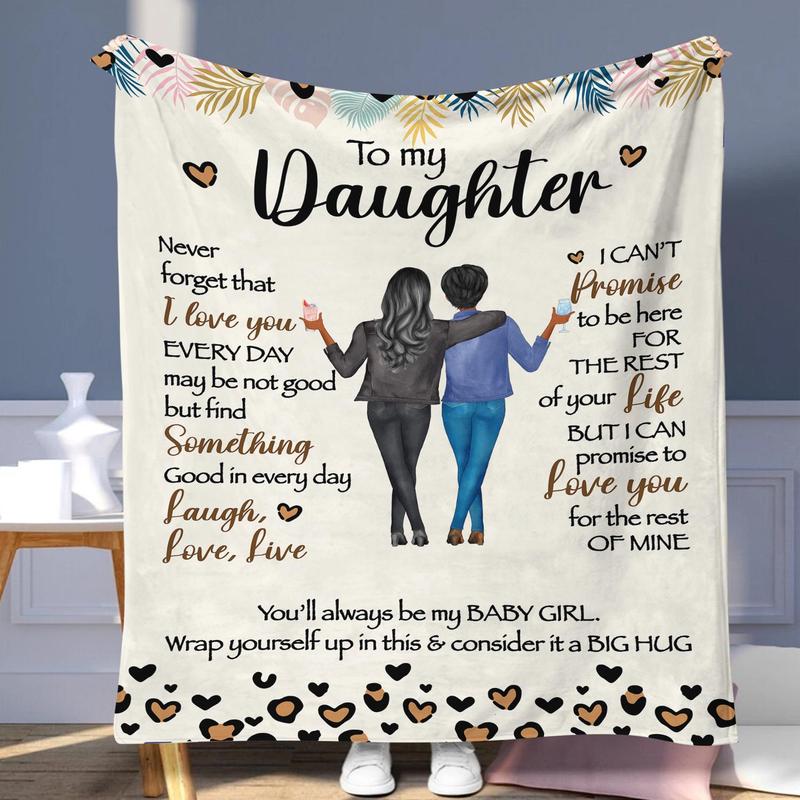 To my
Daughter
Never
forget that
I love you
EVERY DAY
may be not good
but find
Something
Good in every day
Laugh,
Love, Live
I CAN'T
Promise
to be here
FOR
THE REST
of your Life
BUT I CAN
promise to
Love you
for the rest
OF MINE
You'll always be my BABY GIRL.
Wrap yourself up in this & consider it a BIG HUG